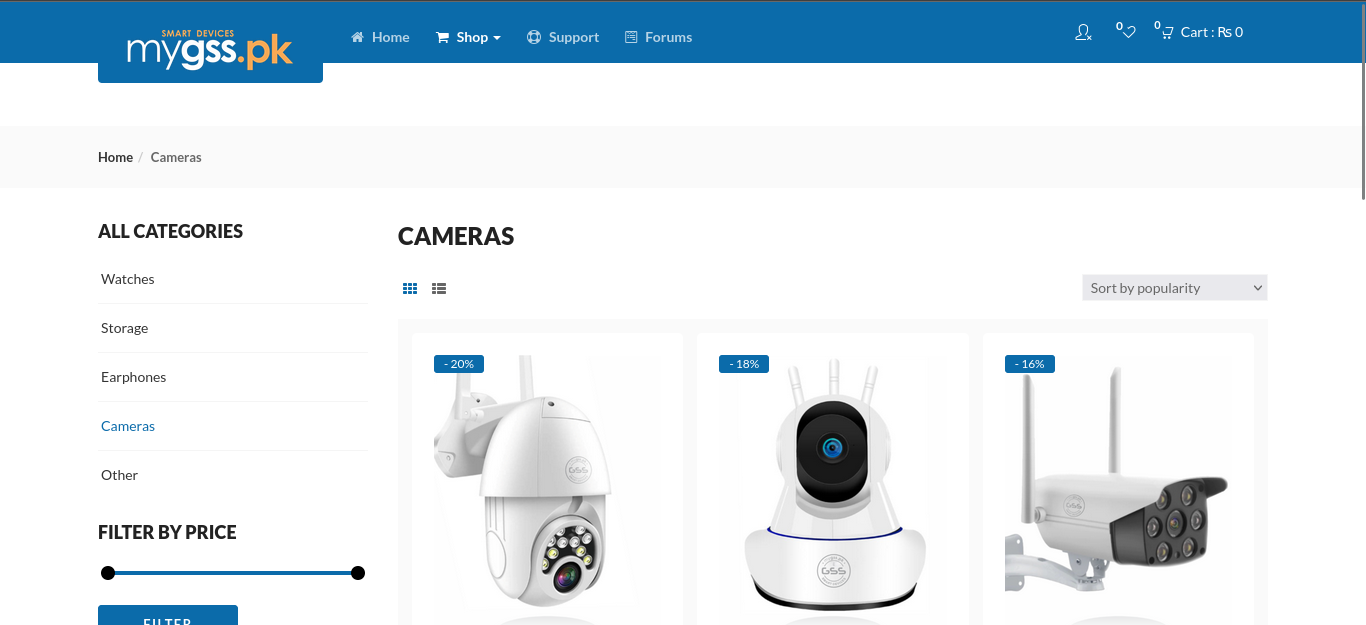 SMART DEVICES
mygss.pk
Home
Shop
Support
Forums
0
0
Cart : ₨ 0
Home / Cameras
ALL CATEGORIES
Watches
Storage
Earphones
Cameras
Other
FILTER BY PRICE
FILTER
CAMERAS
Sort by popularity
- 20%
GSS
- 18%
GSS
- 16%
GSS